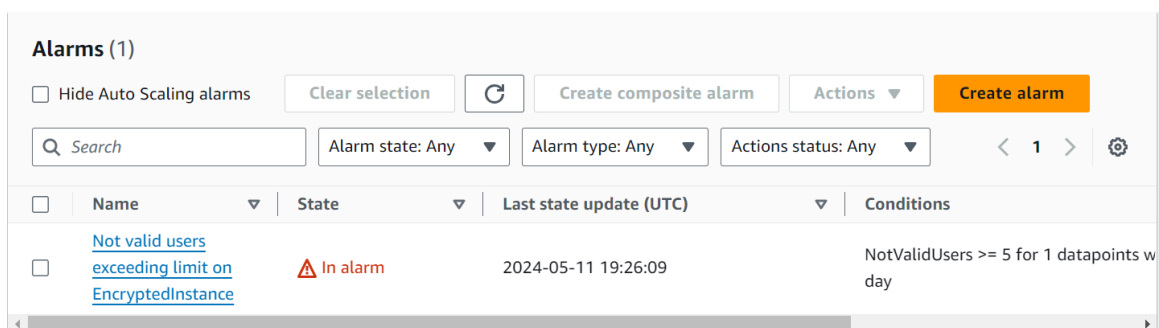 Alarms (1)
Hide Auto Scaling alarms Clear selection Create composite alarm Actions Create alarm
Search Alarm state: Any Alarm type: Any Actions status: Any 1
Name State Last state update (UTC) Conditions
Not valid users
exceeding limit on
EncryptedInstance
In alarm
2024-05-11 19:26:09
NotValidUsers >= 5 for 1 datapoints w
day